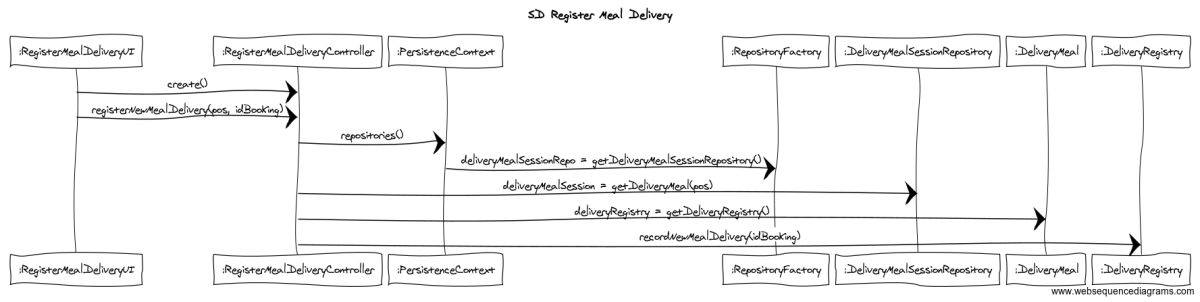 SD Register Meal Delivery
:RegisterMealDeliveryUI :RegisterMealDeliveryController :PersistenceContext :RepositoryFactory :DeliveryMealSessionRepository :DeliveryMeal :DeliveryRegistry
create()
registerNewMealDelivery(pos, idBooking)
repositories()
deliveryMealSessionRepo = getDeliveryMealSessionRepository()
deliveryMealSession = getDeliveryMeal(pos)
deliveryRegistry = getDeliveryRegistry()
recordNewMealDelivery(idBooking)
:RegisterMealDeliveryUI :RegisterMealDeliveryController :PersistenceContext :RepositoryFactory :DeliveryMealSessionRepository :DeliveryMeal :DeliveryRegistry
www.websequencediagrams.com